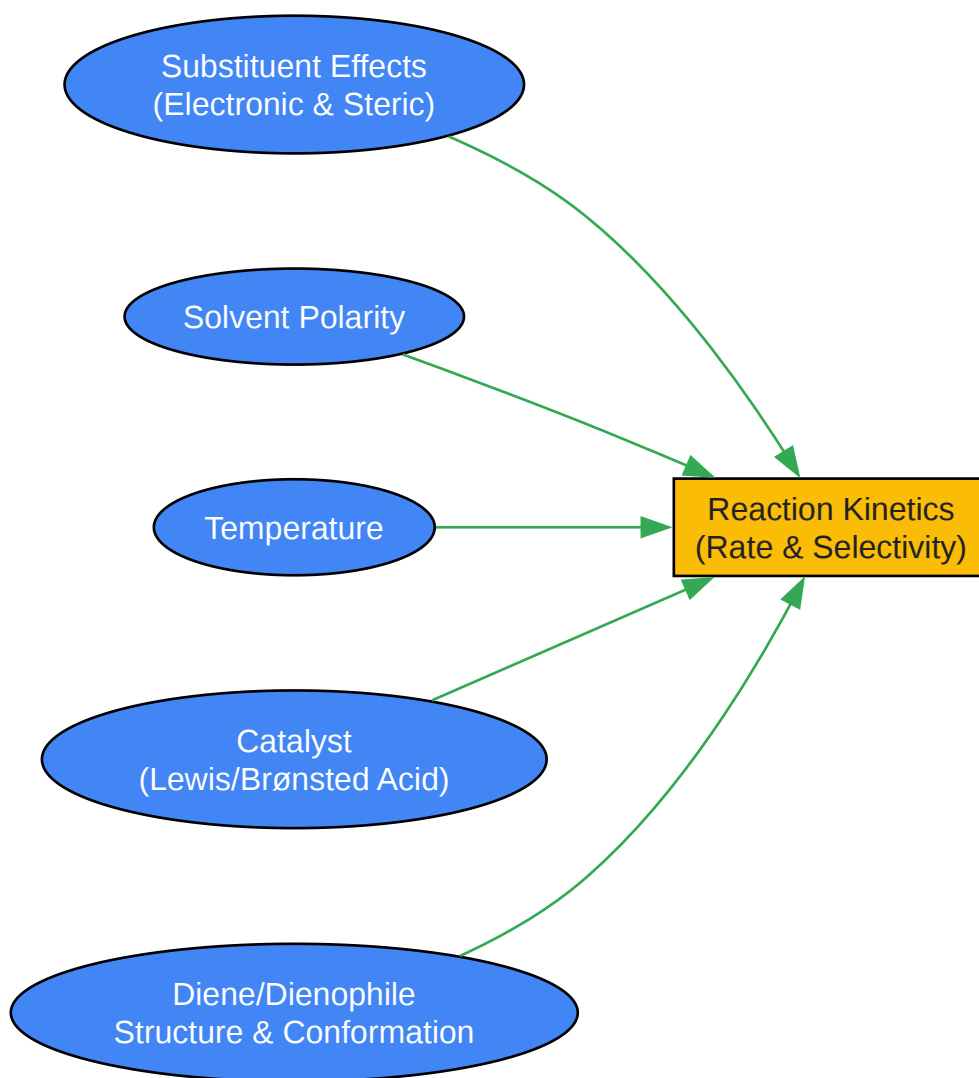 Substituent Effects
(Electronic & Steric)
Solvent Polarity
Temperature
Reaction Kinetics
(Rate & Selectivity)
Catalyst
(Lewis/Brønsted Acid)
Diene/Dienophile
Structure & Conformation